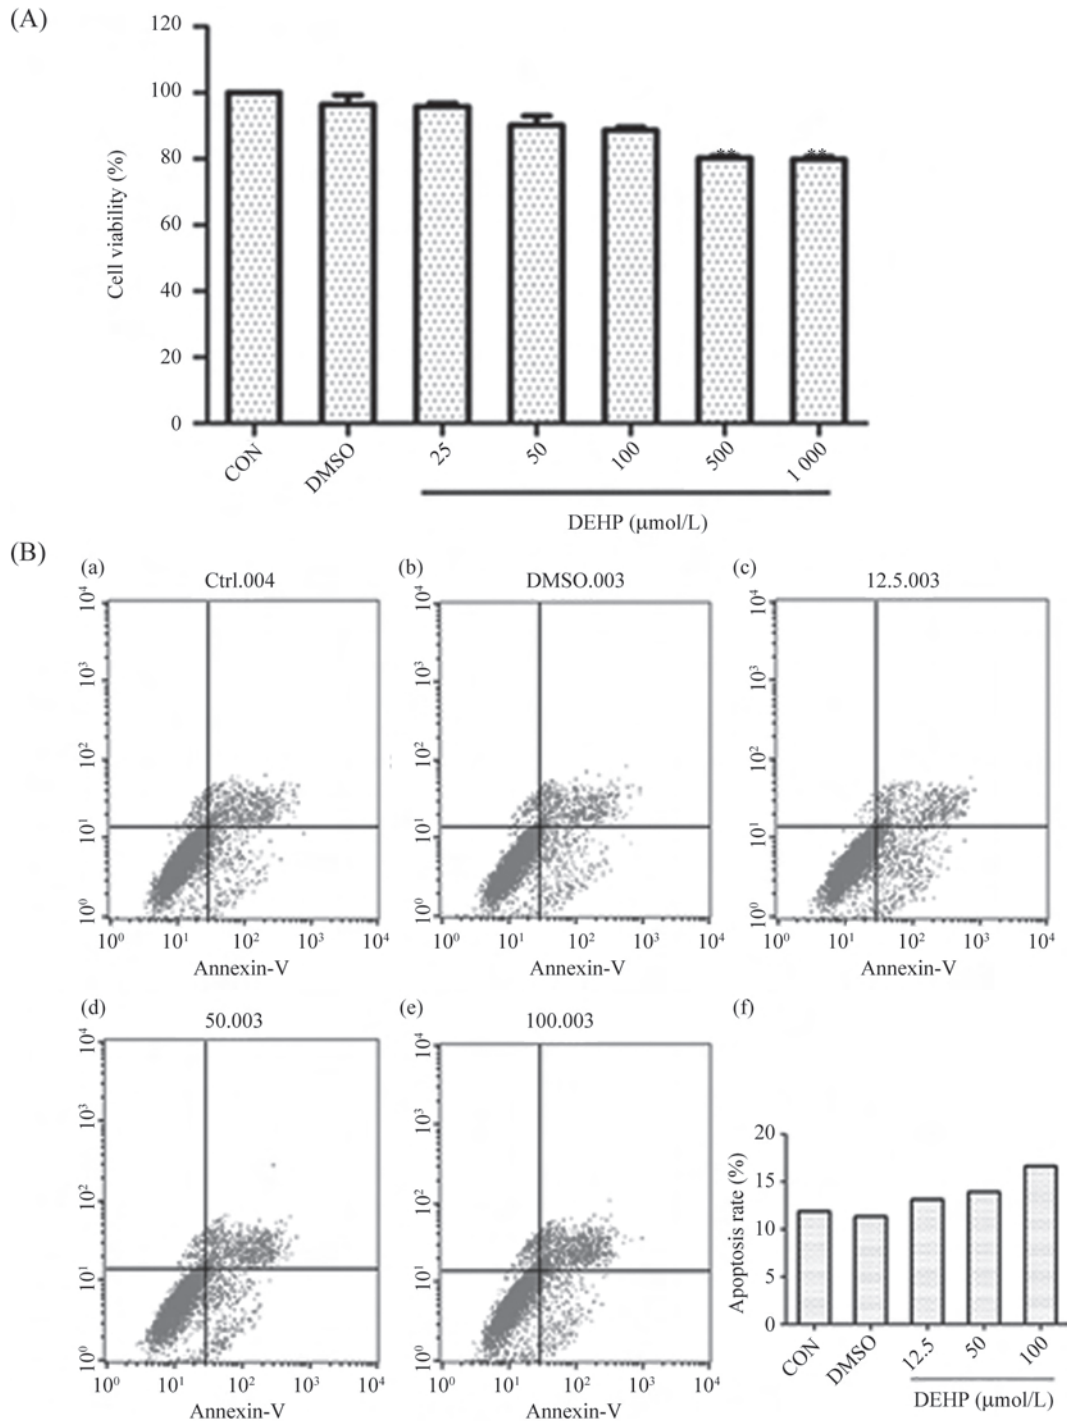 (A)
120
100
80
60
40
20
0
Cell viability (%)
** **
CON DMSO 25 50 100 500 1 000
DEHP (μmol/L)
(B)
(a) (b) (c)
Ctrl.004 DMSO.003 12.5.003
10⁴ 10⁴ 10⁴
10³ 10³ 10³
10² 10² 10²
10¹ 10¹ 10¹
10⁰ 10⁰ 10⁰
10⁰ 10¹ 10² 10³ 10⁴ 10⁰ 10¹ 10² 10³ 10⁴ 10⁰ 10¹ 10² 10³ 10⁴
Annexin-V Annexin-V Annexin-V
(d) (e) (f)
50.003 100.003
10⁴ 10⁴
10³ 10³
10² 10²
10¹ 10¹
10⁰ 10⁰
10⁰ 10¹ 10² 10³ 10⁴ 10⁰ 10¹ 10² 10³ 10⁴
Annexin-V Annexin-V
20
15
10
5
0
Apoptosis rate (%)
CON DMSO 12.5 50 100
DEHP (μmol/L)